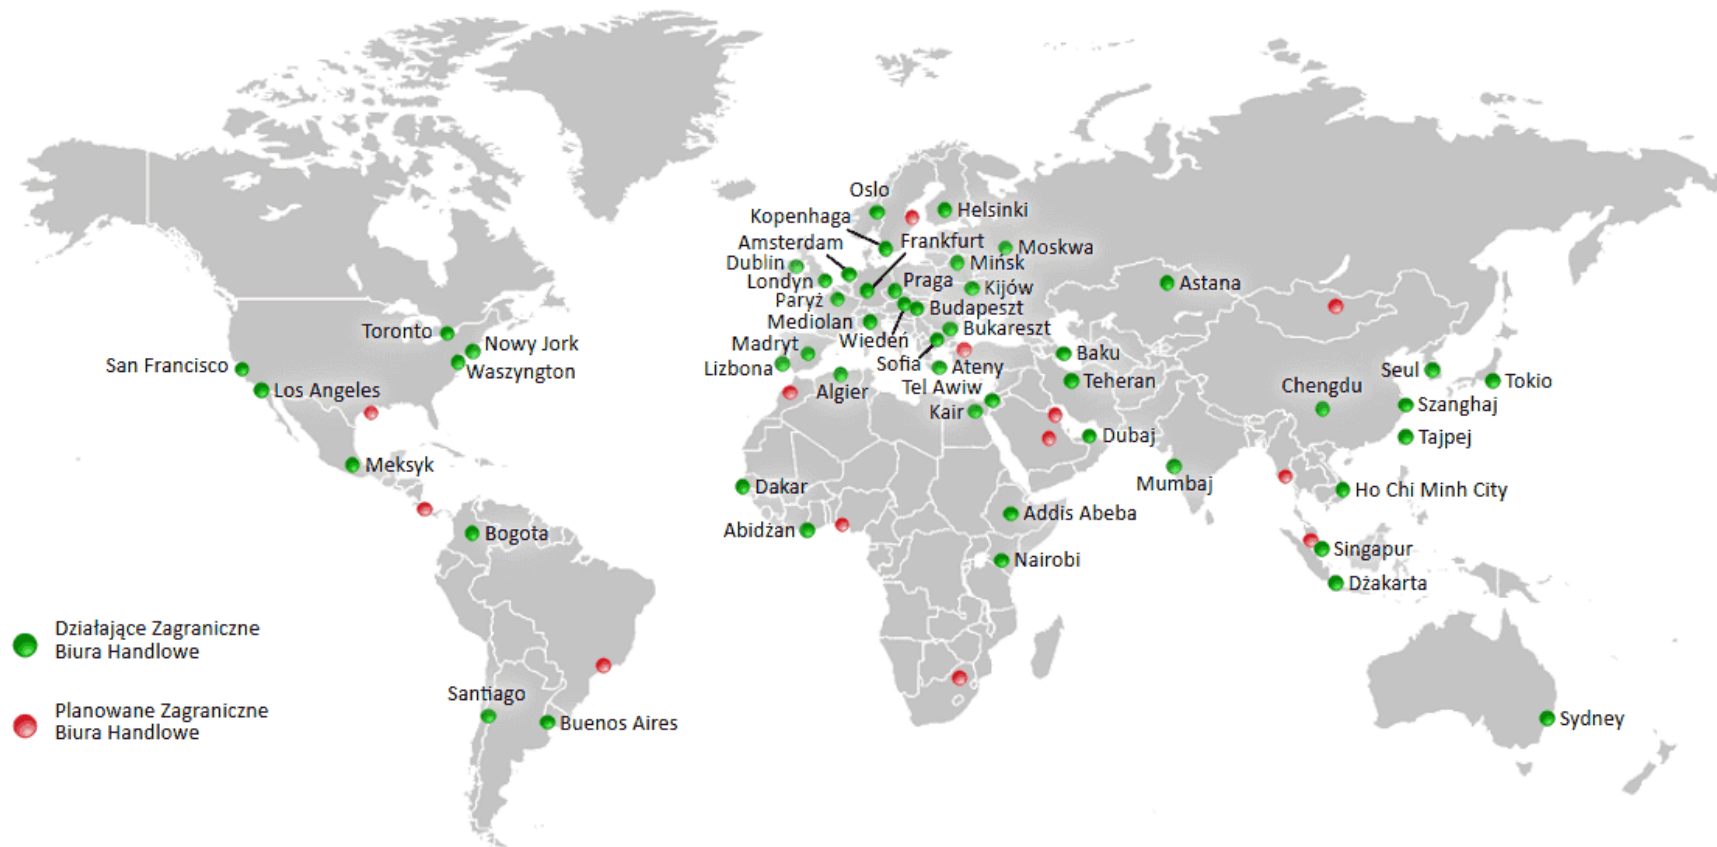 Oslo
Kopenhaga
Helsinki
Amsterdam
Frankfurt
Moskwa
Dublin
Mińsk
Londyn
Praga
Kijów
Astana
Paryż
Budapeszt
Mediolan
Bukareszt
Toronto
Nowy Jork
Madryt
Wiedeń
Baku
San Francisco
Waszyngton
Lizbona
Sofia
Ateny
Seul
Los Angeles
Algier
Tel Awiw
Teheran
Chengdu
Tokio
Kair
Szanghaj
Dubaj
Tajpej
Meksyk
Dakar
Mumbaj
Ho Chi Minh City
Bogota
Abidżan
Addis Abeba
Nairobi
Singapur
Dżakarta
Działające Zagraniczne
Biura Handlowe
Santiago
Planowane Zagraniczne
Biura Handlowe
Buenos Aires
Sydney